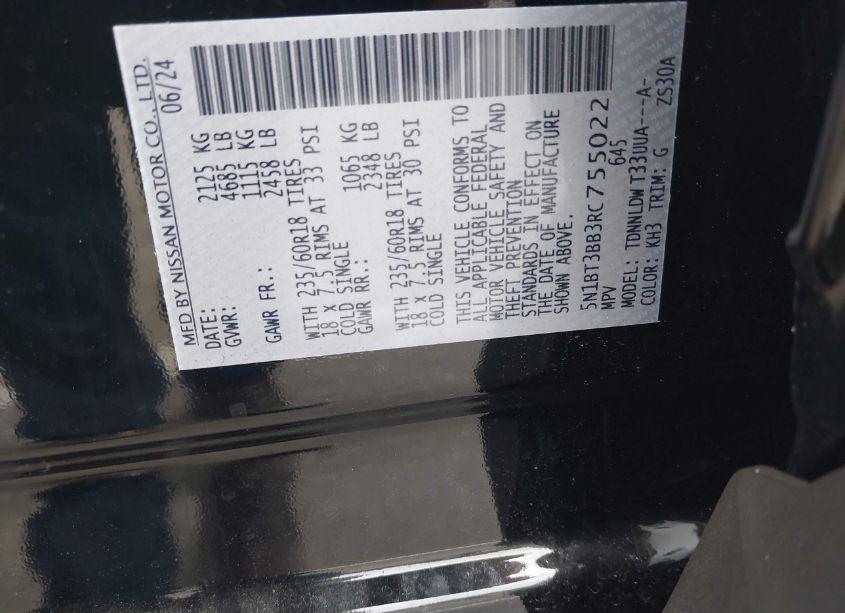 MFD BY NISSAN MOTOR CO., LTD.
DATE: 06/24
GVWR: 2125 KG
4685 LB
1115 KG
GAWR FR.: 2458 LB
WITH 235/60R18 TIRES
18 x 7.5 RIMS AT 33 PSI
COLD SINGLE 1065 KG
GAWR RR.: 2348 LB
WITH 235/60R18 TIRES
18 x 7.5 RIMS AT 30 PSI
COLD SINGLE
THIS VEHICLE CONFORMS TO
ALL APPLICABLE FEDERAL
MOTOR VEHICLE SAFETY AND
THEFT PREVENTION
STANDARDS IN EFFECT ON
THE DATE OF MANUFACTURE
SHOWN ABOVE.
5N1BT3BB3RC755022
MPV 645
MODEL: TDNNLDW T33UUA---A-
COLOR: KH3 TRIM: G ZS30A